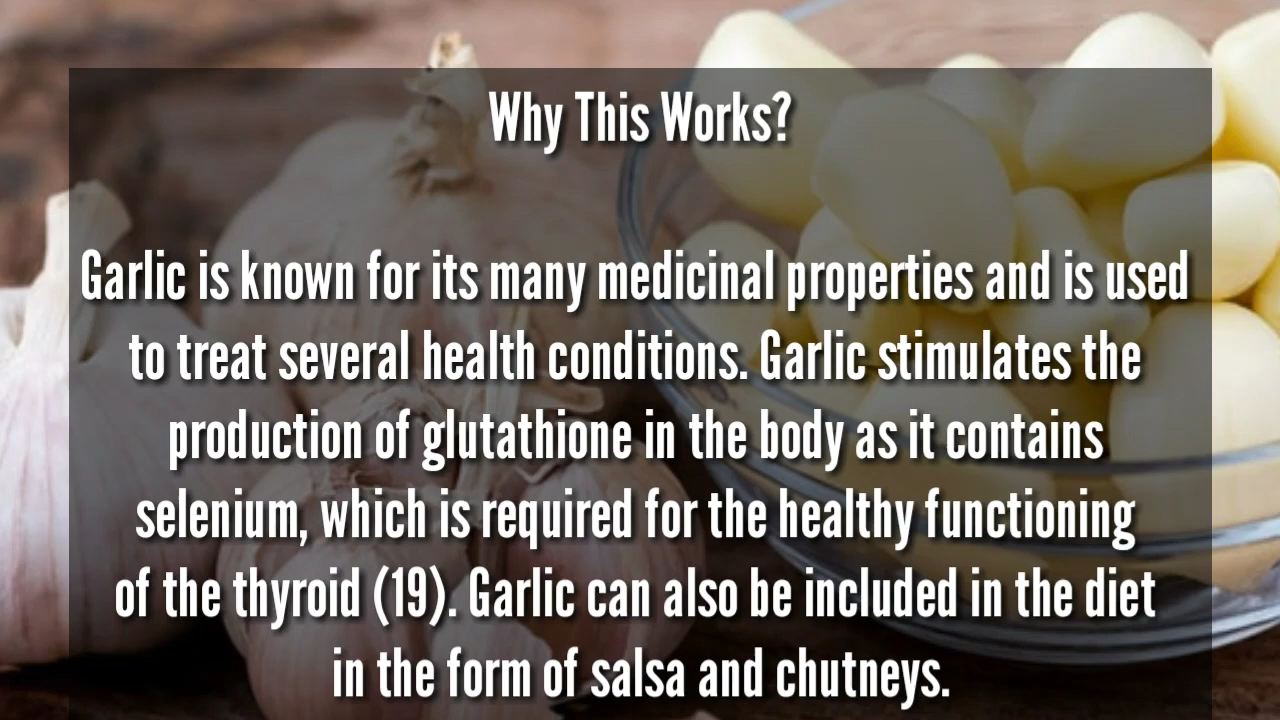 Why This Works?
Garlic is known for its many medicinal properties and is used
to treat several health conditions. Garlic stimulates the
production of glutathione in the body as it contains
selenium, which is required for the healthy functioning
of the thyroid (19). Garlic can also be included in the diet
in the form of salsa and chutneys.